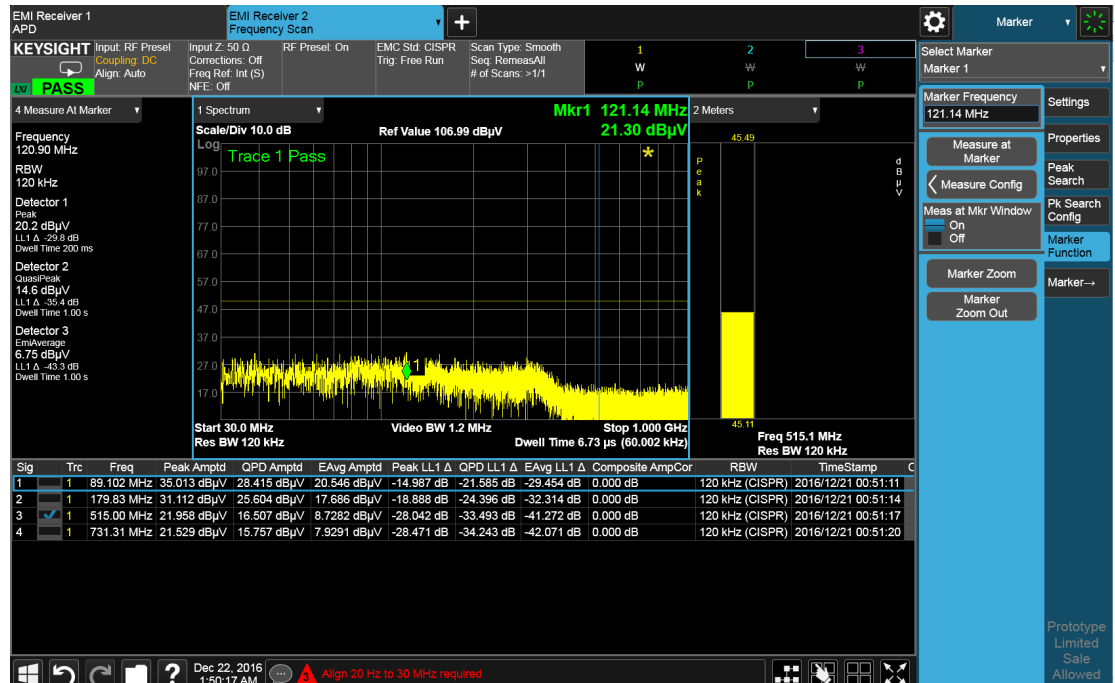 EMI Receiver 1
APD
EMI Receiver 2
Frequency Scan
+
Marker
KEYSIGHT
LXI
PASS
Input: RF Presel
Coupling: DC
Align: Auto
Input Z: 50 Ω
Corrections: Off
Freq Ref: Int (S)
NFE: Off
RF Presel: On
EMC Std: CISPR
Trig: Free Run
Scan Type: Smooth
Seq: RemeasAll
# of Scans: >1/1
1 2 3
W W W
P P P
4 Measure At Marker
Frequency
120.90 MHz
RBW
120 kHz
Detector 1
Peak
20.2 dBµV
LL1 Δ -29.8 dB
Dwell Time 200 ms
Detector 2
QuasiPeak
14.6 dBµV
LL1 Δ -35.4 dB
Dwell Time 1.00 s
Detector 3
EmiAverage
6.75 dBµV
LL1 Δ -43.3 dB
Dwell Time 1.00 s
1 Spectrum
Mkr1 121.14 MHz
Scale/Div 10.0 dB
Ref Value 106.99 dBµV
21.30 dBµV
Log
Trace 1 Pass
*
97.0
87.0
77.0
67.0
57.0
47.0
37.0
27.0
17.0
1
Start 30.0 MHz
Video BW 1.2 MHz
Stop 1.000 GHz
Res BW 120 kHz
Dwell Time 6.73 µs (60.002 kHz)
2 Meters
45.49
Peak
dBµV
45.11
Freq 515.1 MHz
Res BW 120 kHz
Sig Trc Freq Peak Amptd QPD Amptd EAvg Amptd Peak LL1 Δ QPD LL1 Δ EAvg LL1 Δ Composite AmpCor RBW TimeStamp C
1 1 89.102 MHz 35.013 dBµV 28.415 dBµV 20.546 dBµV -14.987 dB -21.585 dB -29.454 dB 0.000 dB 120 kHz (CISPR) 2016/12/21 00:51:11
2 1 179.83 MHz 31.112 dBµV 25.604 dBµV 17.686 dBµV -18.888 dB -24.396 dB -32.314 dB 0.000 dB 120 kHz (CISPR) 2016/12/21 00:51:14
3 1 515.00 MHz 21.958 dBµV 16.507 dBµV 8.7282 dBµV -28.042 dB -33.493 dB -41.272 dB 0.000 dB 120 kHz (CISPR) 2016/12/21 00:51:17
4 1 731.31 MHz 21.529 dBµV 15.757 dBµV 7.9291 dBµV -28.471 dB -34.243 dB -42.071 dB 0.000 dB 120 kHz (CISPR) 2016/12/21 00:51:20
Select Marker
Marker 1
Marker Frequency
121.14 MHz
Measure at
Marker
Measure Config
Meas at Mkr Window
On
Off
Marker Zoom
Marker
Zoom Out
Settings
Properties
Peak
Search
Pk Search
Config
Marker
Function
Marker→
Prototype
Limited
Sale
Allowed
?
Dec 22, 2016
1:50:17 AM
3
Align 20 Hz to 30 MHz required